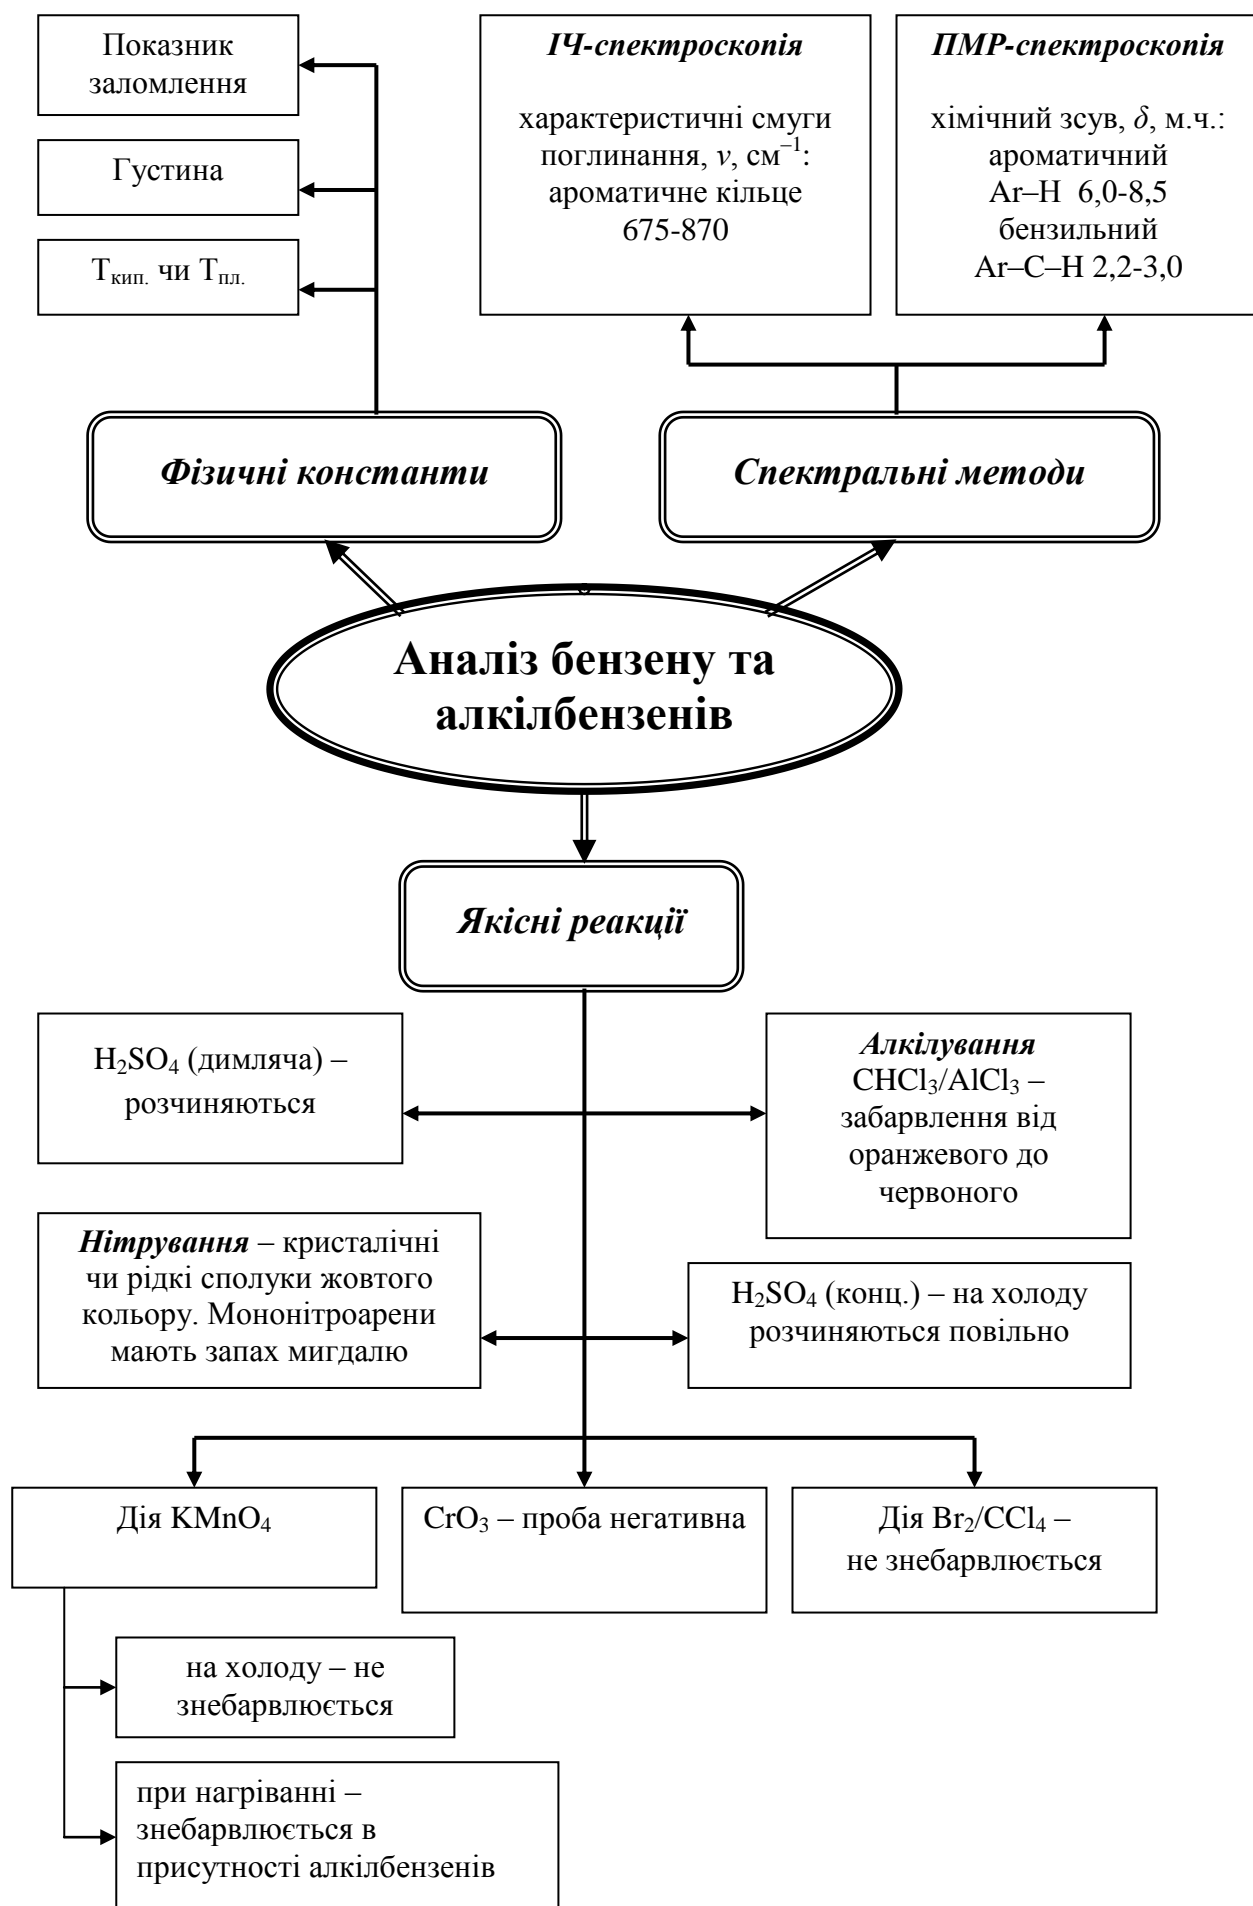 Показник
заломлення
Густина
Tкип. чи Tпл.
ІЧ-спектроскопія
характеристичні смуги
поглинання, ν, см⁻¹:
ароматичне кільце
675-870
ПМР-спектроскопія
хімічний зсув, δ, м.ч.:
ароматичний
Ar–H 6,0-8,5
бензильний
Ar–C–H 2,2-3,0
Фізичні константи
Спектральні методи
Аналіз бензену та
алкілбензенів
Якісні реакції
H₂SO₄ (димляча) –
розчиняються
Алкілування
CHCl₃/AlCl₃ –
забарвлення від
оранжевого до
червоного
Нітрування – кристалічні
чи рідкі сполуки жовтого
кольору. Мононітроарени
мають запах мигдалю
H₂SO₄ (конц.) – на холоду
розчиняються повільно
Дія KMnO₄
CrO₃ – проба негативна
Дія Br₂/CCl₄ –
не знебарвлюється
на холоду – не
знебарвлюється
при нагріванні –
знебарвлюється в
присутності алкілбензенів